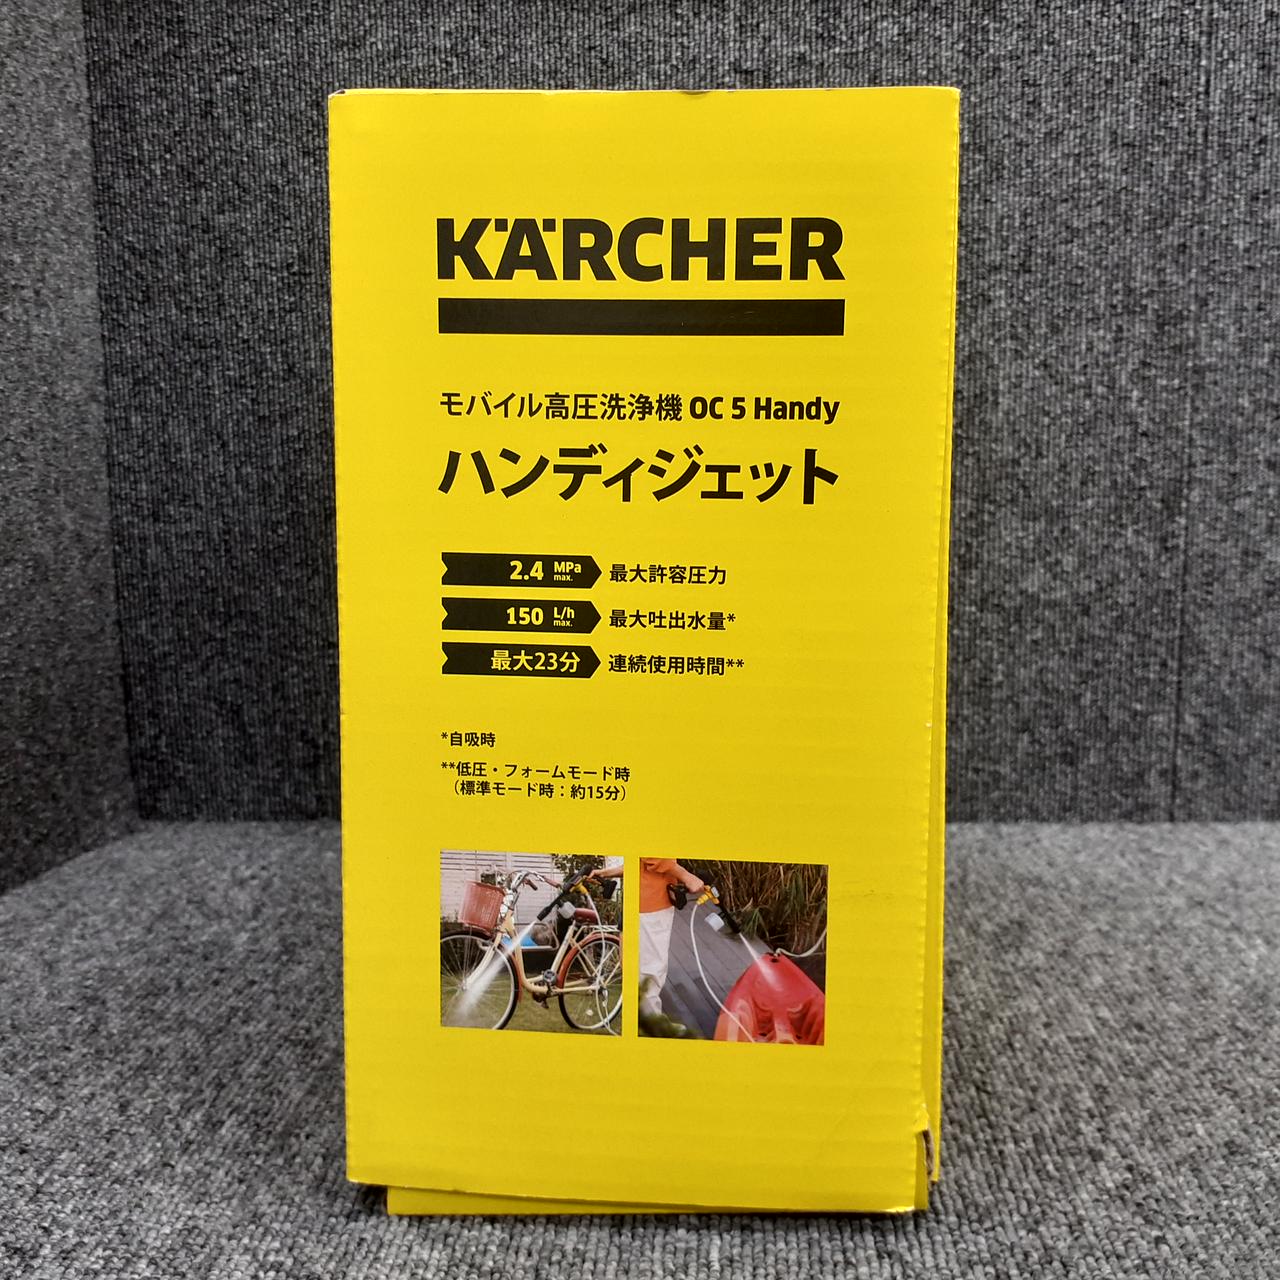 KÄRCHER
モバイル高圧洗浄機 OC 5 Handy
ハンディジェット
2.4 MPa max. 最大許容圧力
150 L/h max. 最大吐出水量*
最大23分 連続使用時間**
*自吸時
**低圧・フォームモード時
（標準モード時：約15分）